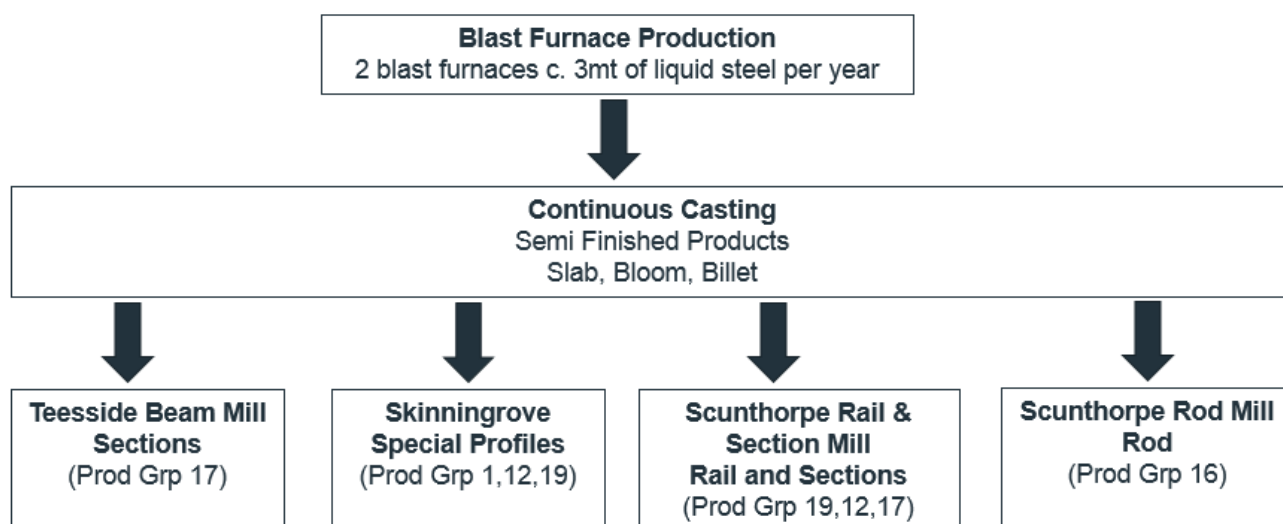 Blast Furnace Production
2 blast furnaces c. 3mt of liquid steel per year
Continuous Casting
Semi Finished Products
Slab, Bloom, Billet
Teesside Beam Mill
Sections
(Prod Grp 17)
Skinningrove
Special Profiles
(Prod Grp 1,12,19)
Scunthorpe Rail &
Section Mill
Rail and Sections
(Prod Grp 19,12,17)
Scunthorpe Rod Mill
Rod
(Prod Grp 16)